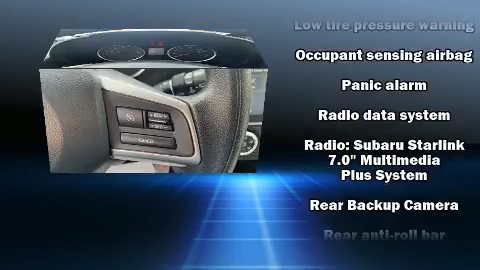 Low tire pressure warning
Occupant sensing airbag
Panic alarm
Radio data system
Radio: Subaru Starlink
7.0" Multimedia
Plus System
Rear Backup Camera
Rear anti-roll bar
CANCEL